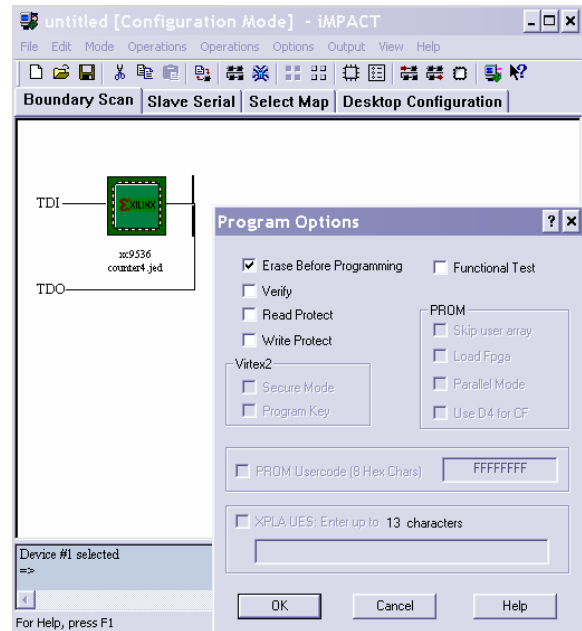 untitled [Configuration Mode] - iMPACT
File Edit Mode Operations Operations Options Output View Help
Boundary Scan Slave Serial Select Map Desktop Configuration
TDI
XILINX
xc9536
counter4.jed
TDO
Program Options
Erase Before Programming
Functional Test
Verify
Read Protect
Write Protect
PROM
Skip user array
Load Fpga
Parallel Mode
Use D4 for CF
Virtex2
Secure Mode
Program Key
PROM Usercode (8 Hex Chars) FFFFFFFF
XPLA UES: Enter up to 13 characters
OK Cancel Help
Device #1 selected
=>
For Help, press F1